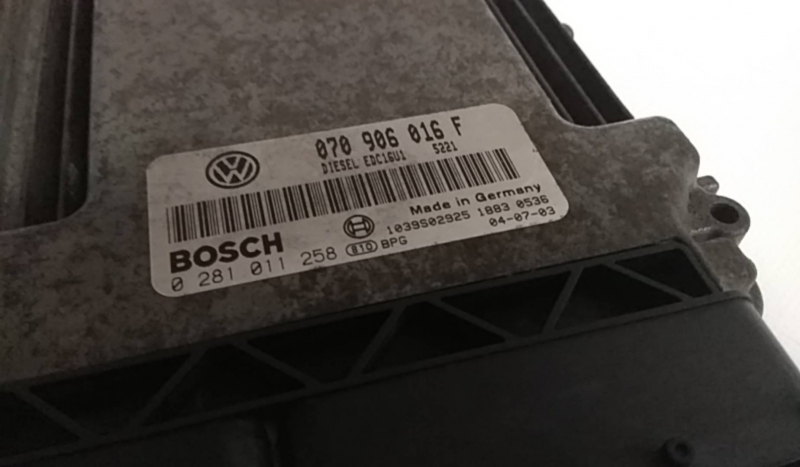 070 906 016 F
DIESEL EDC16U1 5221
Made in Germany
BOSCH 1039S02925 1883 0536
0 281 011 258 810 BPG 04-07-03